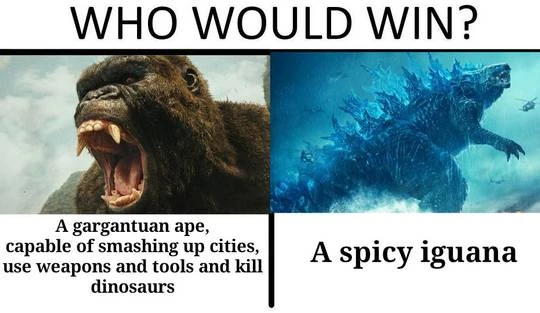 WHO WOULD WIN?
A gargantuan ape,
capable of smashing up cities,
use weapons and tools and kill
dinosaurs
A spicy iguana